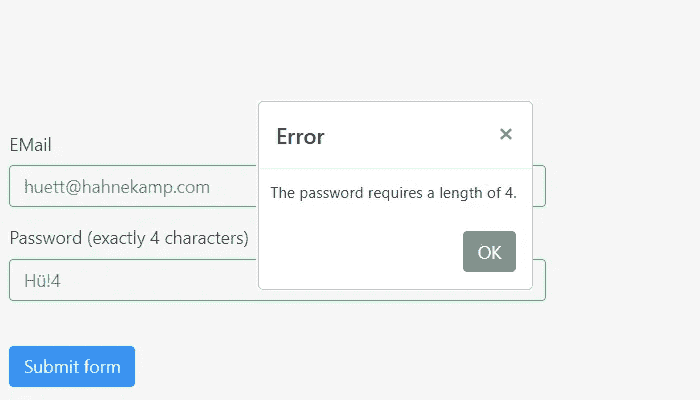 Error
×
EMail
huett@hahnekamp.com
The password requires a length of 4.
Password (exactly 4 characters)
OK
Hü!4
Submit form